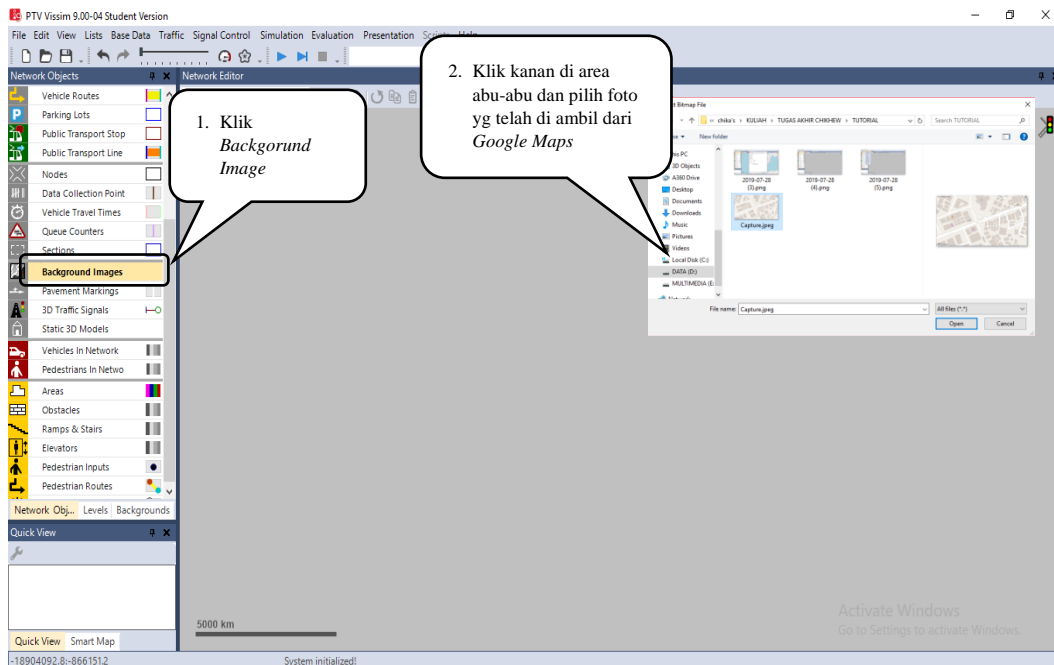 PTV Vissim 9.00-04 Student Version
File Edit View Lists Base Data Traffic Signal Control Simulation Evaluation Presentation
Network Objects
Network Editor
Vehicle Routes
Parking Lots
Public Transport Stop
Public Transport Line
Nodes
Data Collection Point
Vehicle Travel Times
Queue Counters
Sections
Background Images
Pavement Markings
3D Traffic Signals
Static 3D Models
Vehicles In Network
Pedestrians In Netwo
Areas
Obstacles
Ramps & Stairs
Elevators
Pedestrian Inputs
Pedestrian Routes
Network Obj... Levels Backgrounds
Quick View
Quick View Smart Map
-18904092.8:-866151.2
System initialized!
5000 km
1. Klik
Backgorund
Image
2. Klik kanan di area
abu-abu dan pilih foto
yg telah di ambil dari
Google Maps
ct Bitmap File
chika's › KULIAH › TUGAS AKHIR CHIKHEW › TUTORIAL
Search TUTORIAL
New folder
his PC
3D Objects
A360 Drive
Desktop
Documents
Downloads
Music
Pictures
Videos
Local Disk (C:)
DATA (D:)
MULTIMEDIA (E:
2019-07-28
(3).png
2019-07-28
(4).png
2019-07-28
(5).png
Capture.jpeg
File name: Capture.jpeg
All files (*.*)
Open Cancel
Activate Windows
Go to Settings to activate Windows.